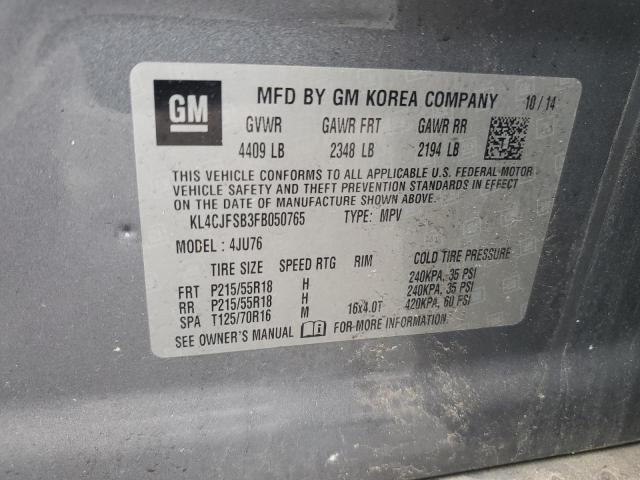 GM MFD BY GM KOREA COMPANY 10 / 14
GVWR GAWR FRT GAWR RR
4409 LB 2348 LB 2194 LB
THIS VEHICLE CONFORMS TO ALL APPLICABLE U.S. FEDERAL MOTOR
VEHICLE SAFETY AND THEFT PREVENTION STANDARDS IN EFFECT
ON THE DATE OF MANUFACTURE SHOWN ABOVE.
KL4CJFSB3FB050765 TYPE: MPV
MODEL : 4JU76
TIRE SIZE SPEED RTG RIM COLD TIRE PRESSURE
FRT P215/55R18 H 240KPA, 35 PSI
RR P215/55R18 H 240KPA, 35 PSI
SPA T125/70R16 M 16x4.0T 420KPA, 60 PSI
SEE OWNER'S MANUAL FOR MORE INFORMATION.